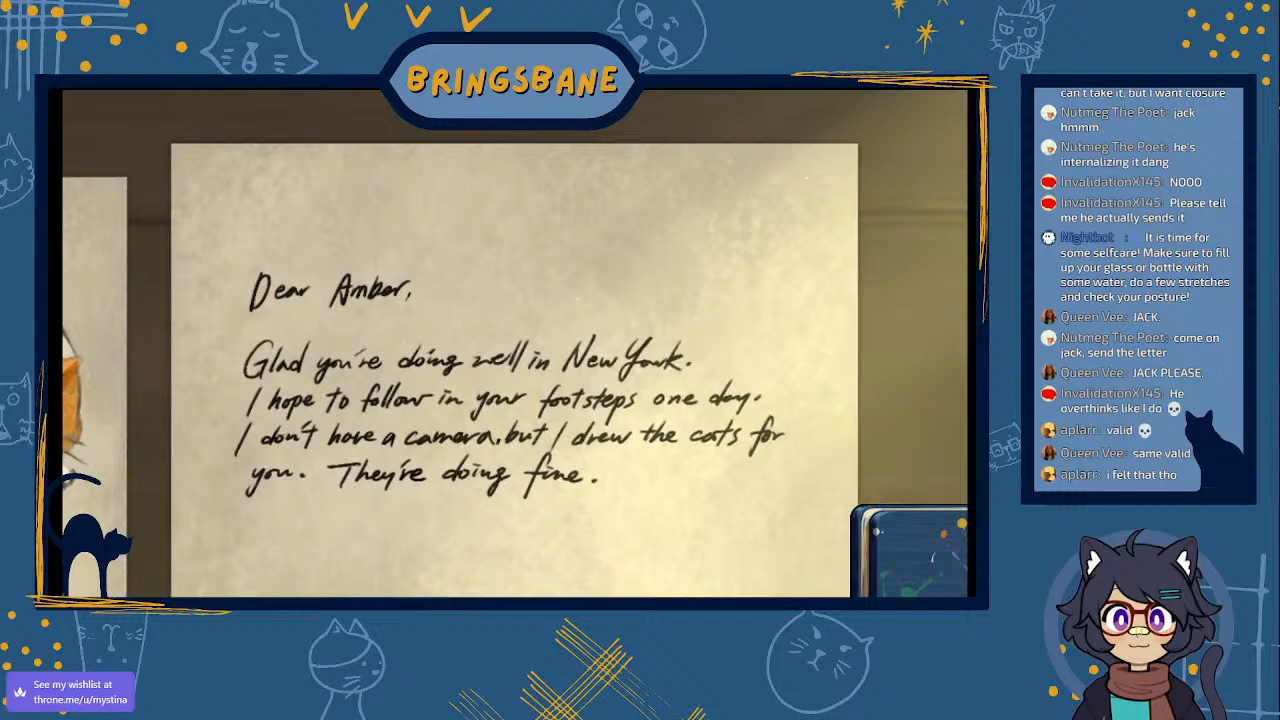 BRINGSBANE
Dear Amber,
Glad you're doing well in New York.
I hope to follow in your footsteps one day.
I don't have a camera, but I drew the cats for
you. They're doing fine.
can't take it, but I want closure
Nutmeg The Poet: jack
hmmm
Nutmeg The Poet: he's
internalizing it dang
InvalidationX145: NOOO
InvalidationX145: Please tell
me he actually sends it
Nightbot : It is time for
some selfcare! Make sure to fill
up your glass or bottle with
some water, do a few stretches
and check your posture!
Queen Vee: JACK.
Nutmeg The Poet: come on
jack, send the letter
Queen Vee: JACK PLEASE.
InvalidationX145: He
overthinks like I do
aplarr: valid
Queen Vee: same valid
aplarr: i felt that tho
See my wishlist at
throne.me/u/mystina